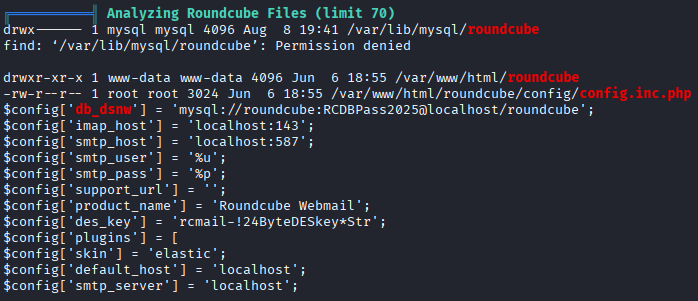 ╔══════════╣ Analyzing Roundcube Files (limit 70)
drwx------ 1 mysql mysql 4096 Aug  8 19:41 /var/lib/mysql/roundcube
find: ‘/var/lib/mysql/roundcube’: Permission denied
drwxr-xr-x 1 www-data www-data 4096 Jun  6 18:55 /var/www/html/roundcube
-rw-r--r-- 1 root root 3024 Jun  6 18:55 /var/www/html/roundcube/config/config.inc.php
$config['db_dsnw'] = 'mysql://roundcube:RCDBPass2025@localhost/roundcube';
$config['imap_host'] = 'localhost:143';
$config['smtp_host'] = 'localhost:587';
$config['smtp_user'] = '%u';
$config['smtp_pass'] = '%p';
$config['support_url'] = '';
$config['product_name'] = 'Roundcube Webmail';
$config['des_key'] = 'rcmail-!24ByteDESkey*Str';
$config['plugins'] = [
$config['skin'] = 'elastic';
$config['default_host'] = 'localhost';
$config['smtp_server'] = 'localhost';